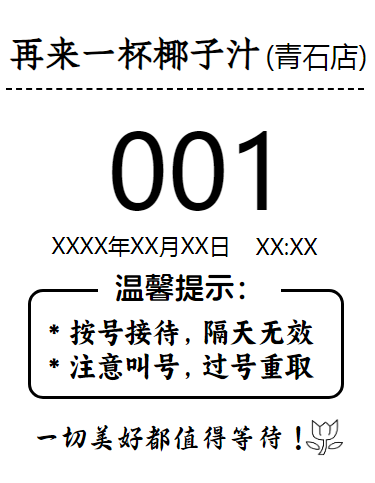 再来一杯椰子汁(青石店)
001
XXXX年XX月XX日 XX:XX
温馨提示：
* 按号接待，隔天无效
* 注意叫号，过号重取
一切美好都值得等待！